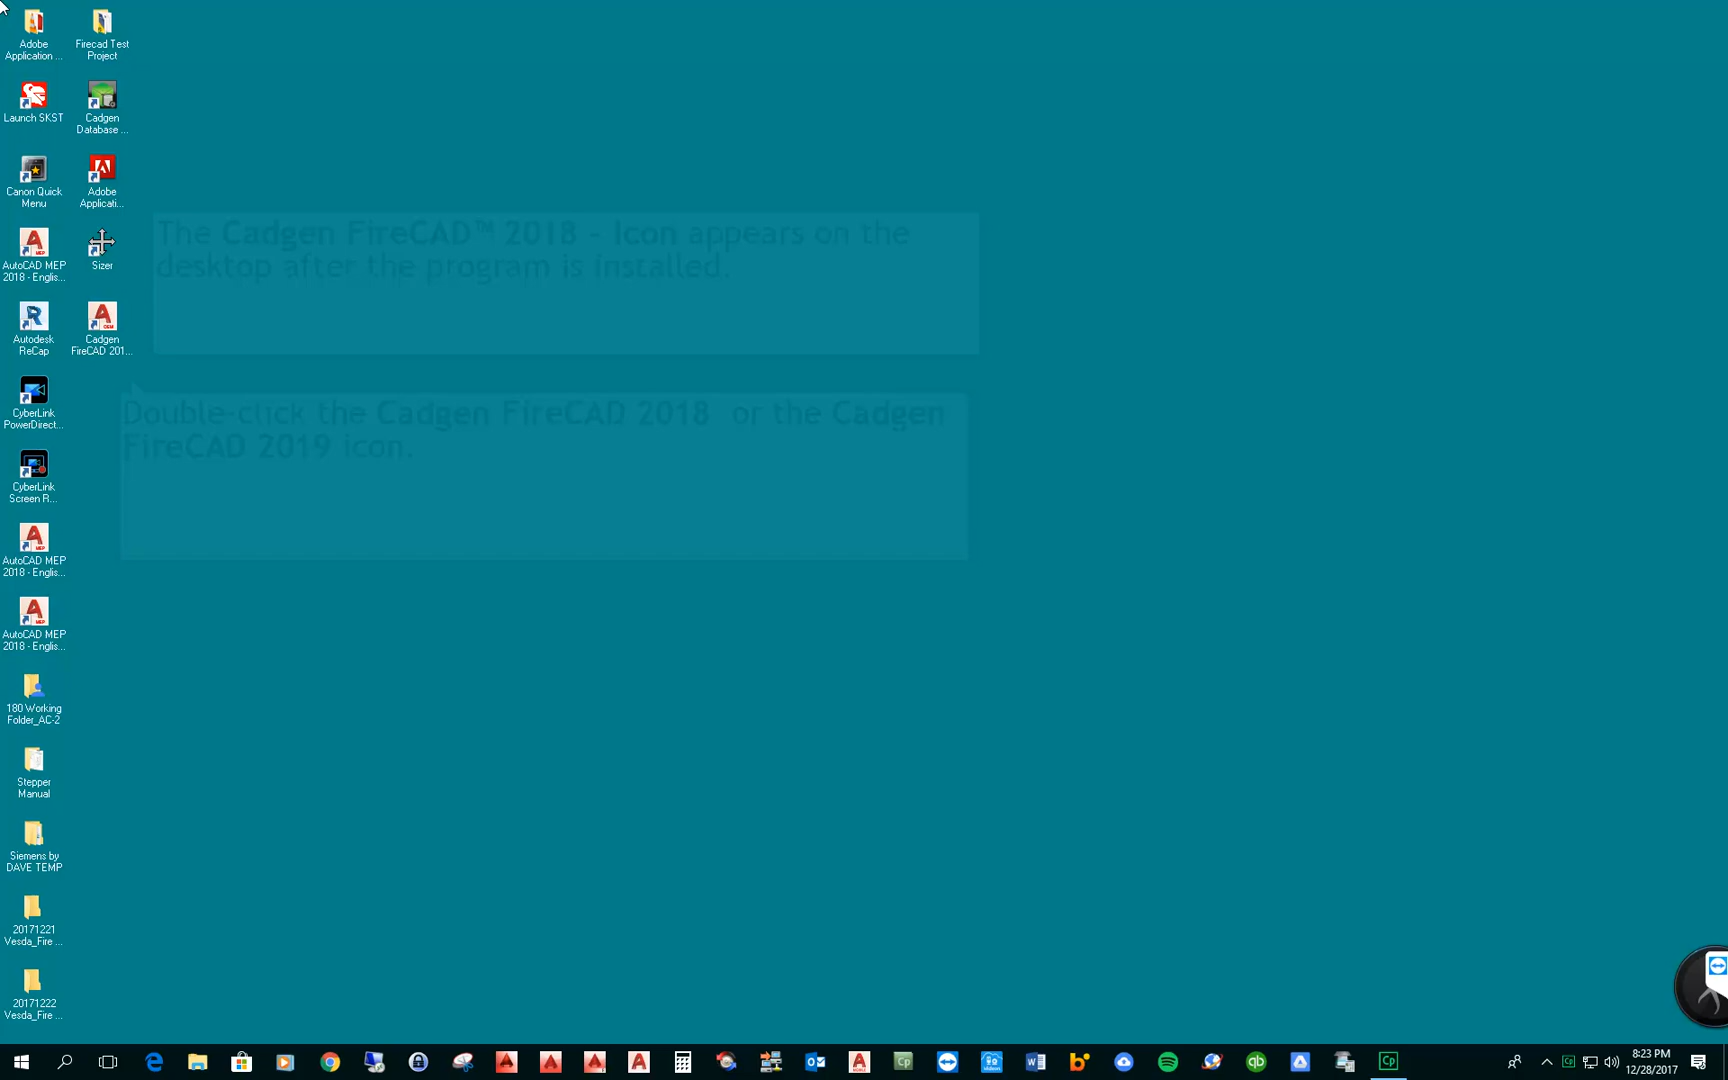 Adobe
Application ...
Firecad Test
Project
Launch SKST
Cadgen
Database ...
Canon Quick
Menu
Adobe
Applicati...
AutoCAD MEP
2018 - Englis...
Sizer
Autodesk
ReCap
Cadgen
FireCAD 201...
The Cadgen FireCAD™ 2018 - Icon appears on the
desktop after the program is installed.
Double-click the Cadgen FireCAD 2018 or the Cadgen
FireCAD 2019 icon.
CyberLink
PowerDirect...
CyberLink
Screen R...
AutoCAD MEP
2018 - Englis...
AutoCAD MEP
2018 - Englis...
180 Working
Folder_AC-2
Stepper
Manual
Siemens by
DAVE TEMP
20171221
Vesda_Fire ...
20171222
Vesda_Fire ...
8:23 PM
12/28/2017